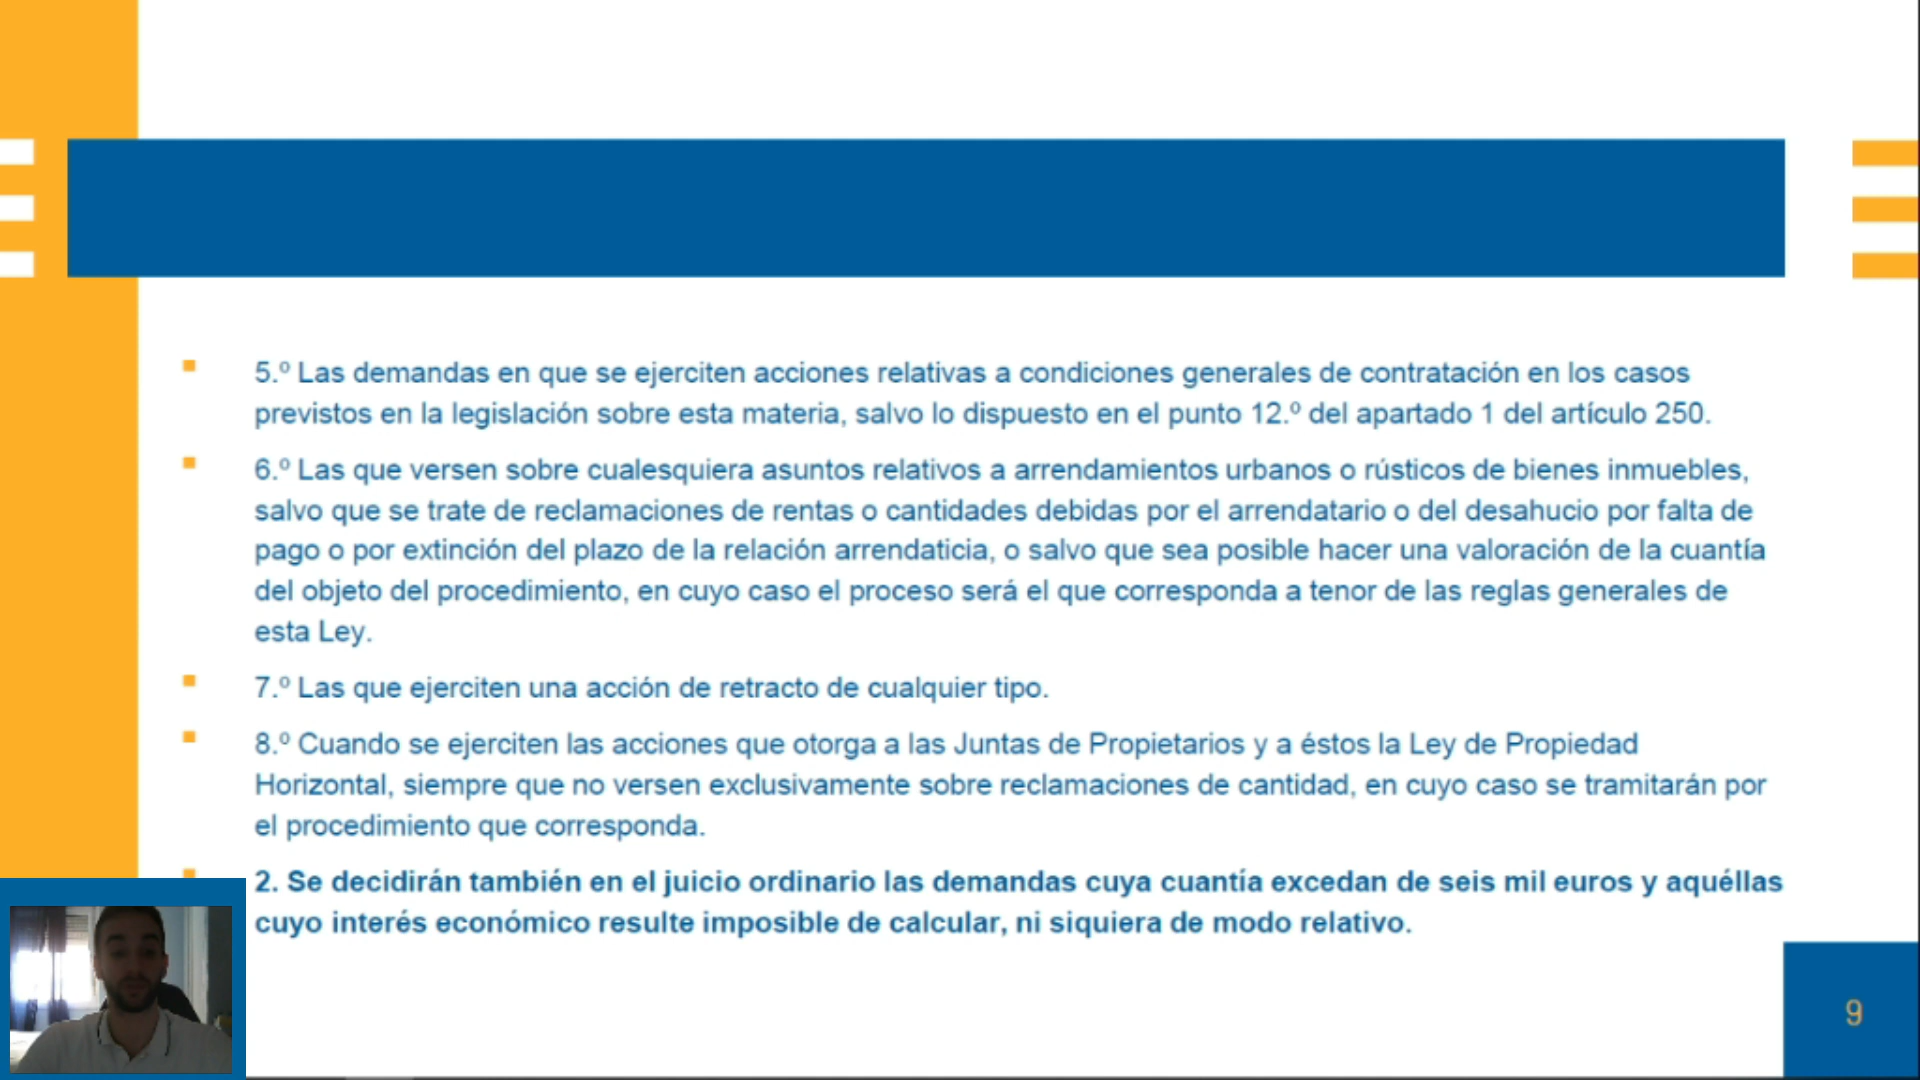 5.º Las demandas en que se ejerciten acciones relativas a condiciones generales de contratación en los casos
previstos en la legislación sobre esta materia, salvo lo dispuesto en el punto 12.º del apartado 1 del artículo 250.
6.º Las que versen sobre cualesquiera asuntos relativos a arrendamientos urbanos o rústicos de bienes inmuebles,
salvo que se trate de reclamaciones de rentas o cantidades debidas por el arrendatario o del desahucio por falta de
pago o por extinción del plazo de la relación arrendaticia, o salvo que sea posible hacer una valoración de la cuantía
del objeto del procedimiento, en cuyo caso el proceso será el que corresponda a tenor de las reglas generales de
esta Ley.
7.º Las que ejerciten una acción de retracto de cualquier tipo.
8.º Cuando se ejerciten las acciones que otorga a las Juntas de Propietarios y a éstos la Ley de Propiedad
Horizontal, siempre que no versen exclusivamente sobre reclamaciones de cantidad, en cuyo caso se tramitarán por
el procedimiento que corresponda.
2. Se decidirán también en el juicio ordinario las demandas cuya cuantía excedan de seis mil euros y aquéllas
cuyo interés económico resulte imposible de calcular, ni siquiera de modo relativo.
9